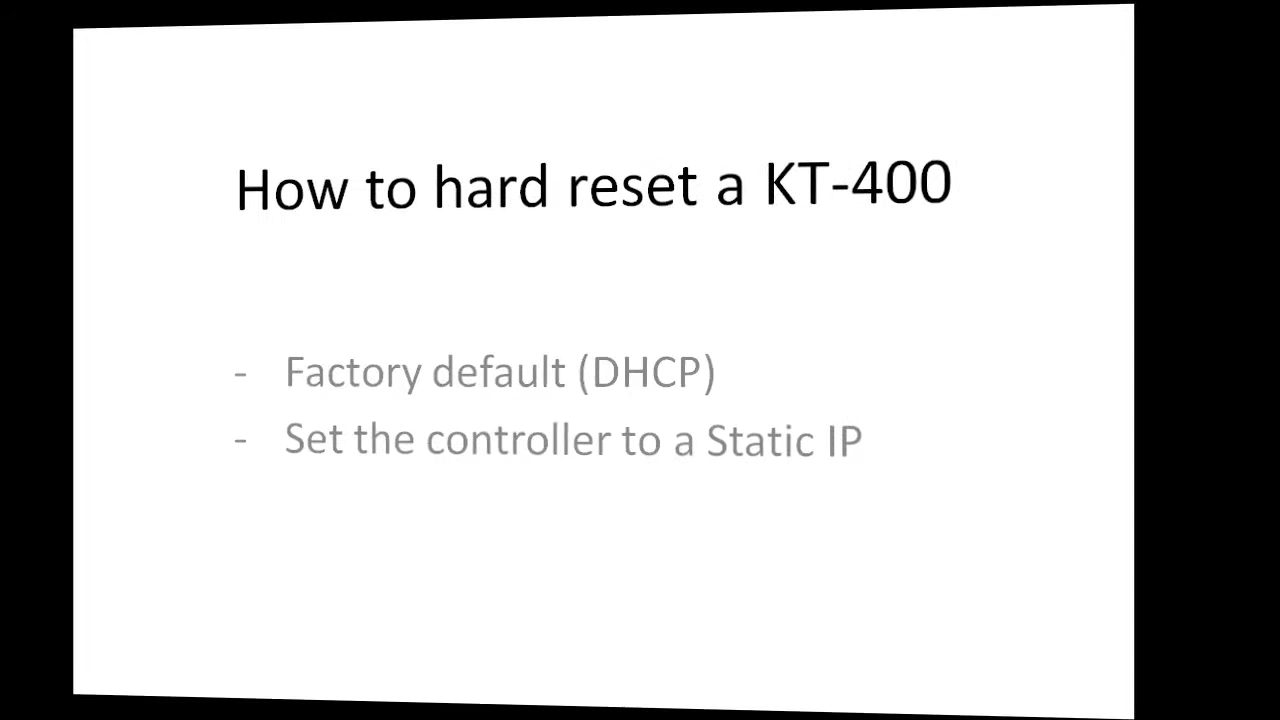 How to hard reset a KT-400
- Factory default (DHCP)
- Set the controller to a Static IP